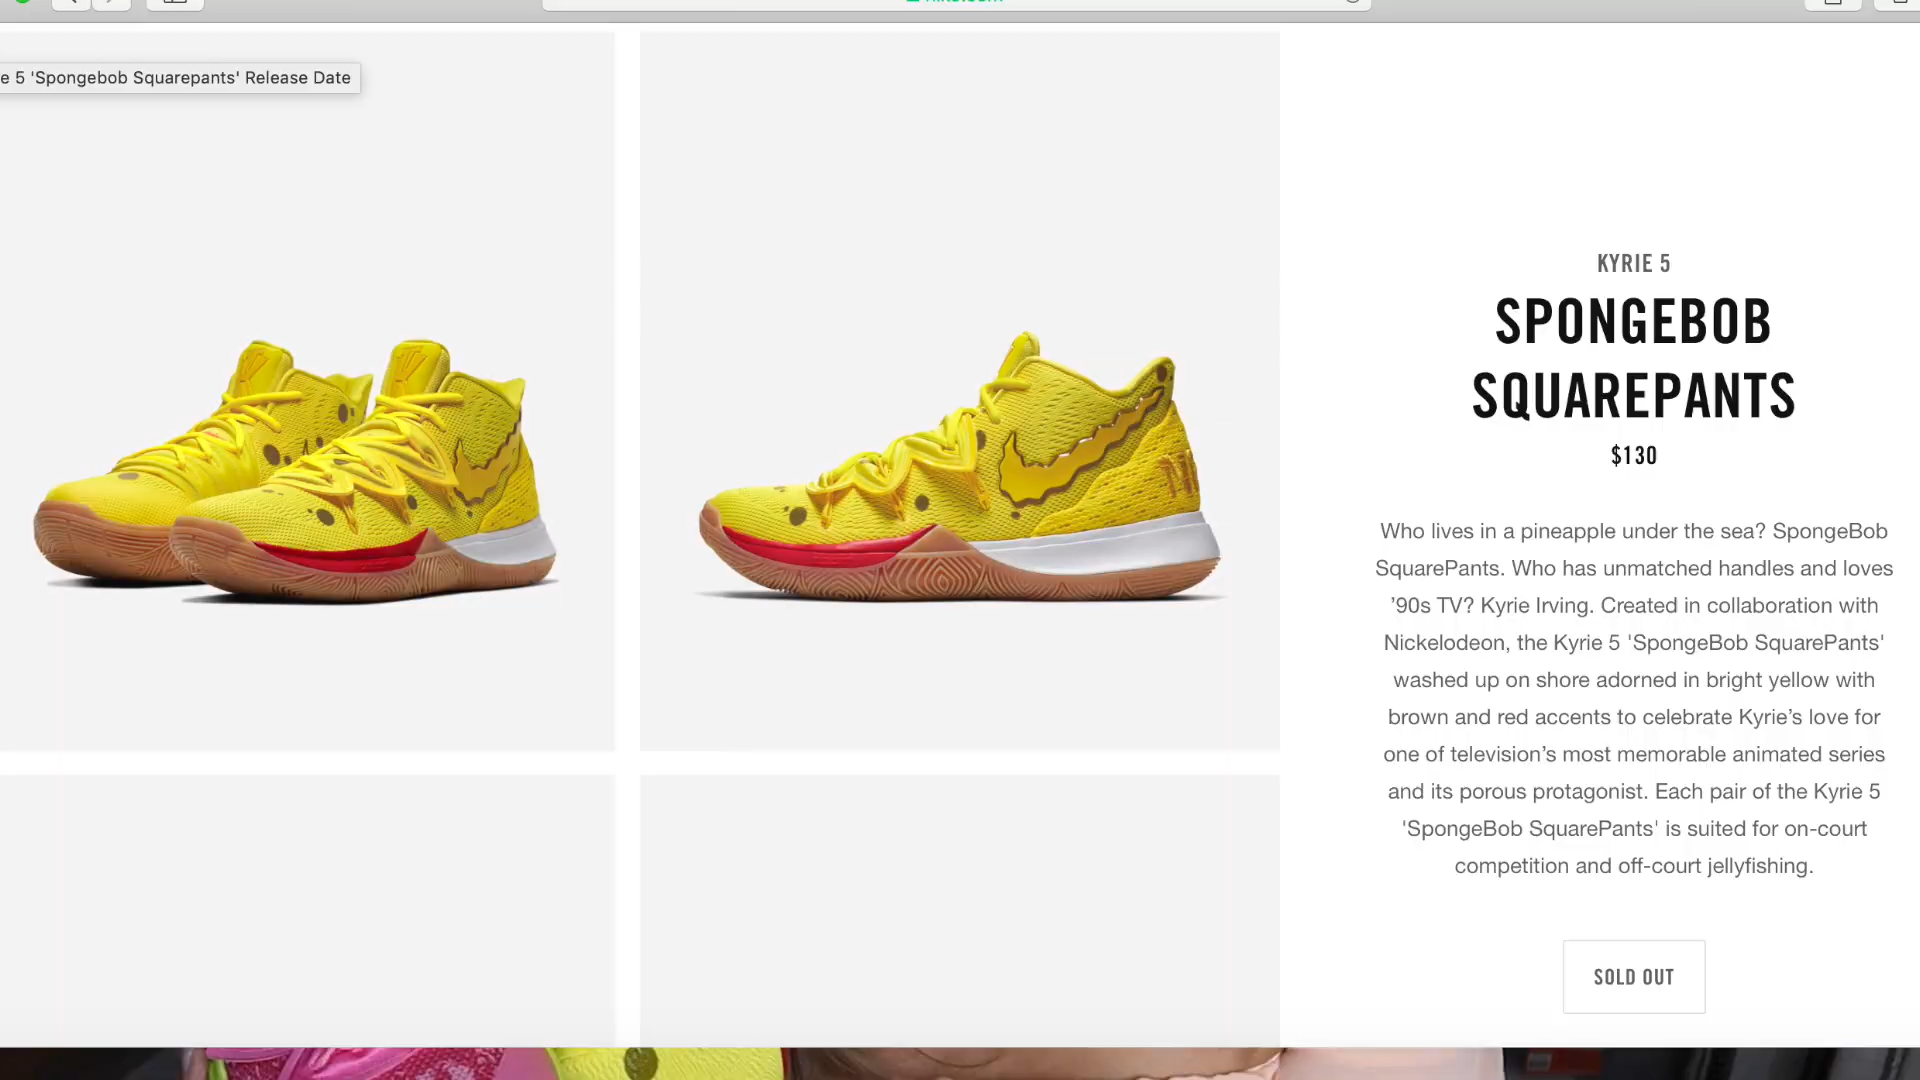 e 5 'Spongebob Squarepants' Release Date
KYRIE 5
SPONGEBOB
SQUAREPANTS
$130
Who lives in a pineapple under the sea? SpongeBob
SquarePants. Who has unmatched handles and loves
’90s TV? Kyrie Irving. Created in collaboration with
Nickelodeon, the Kyrie 5 'SpongeBob SquarePants'
washed up on shore adorned in bright yellow with
brown and red accents to celebrate Kyrie’s love for
one of television’s most memorable animated series
and its porous protagonist. Each pair of the Kyrie 5
'SpongeBob SquarePants' is suited for on-court
competition and off-court jellyfishing.
SOLD OUT